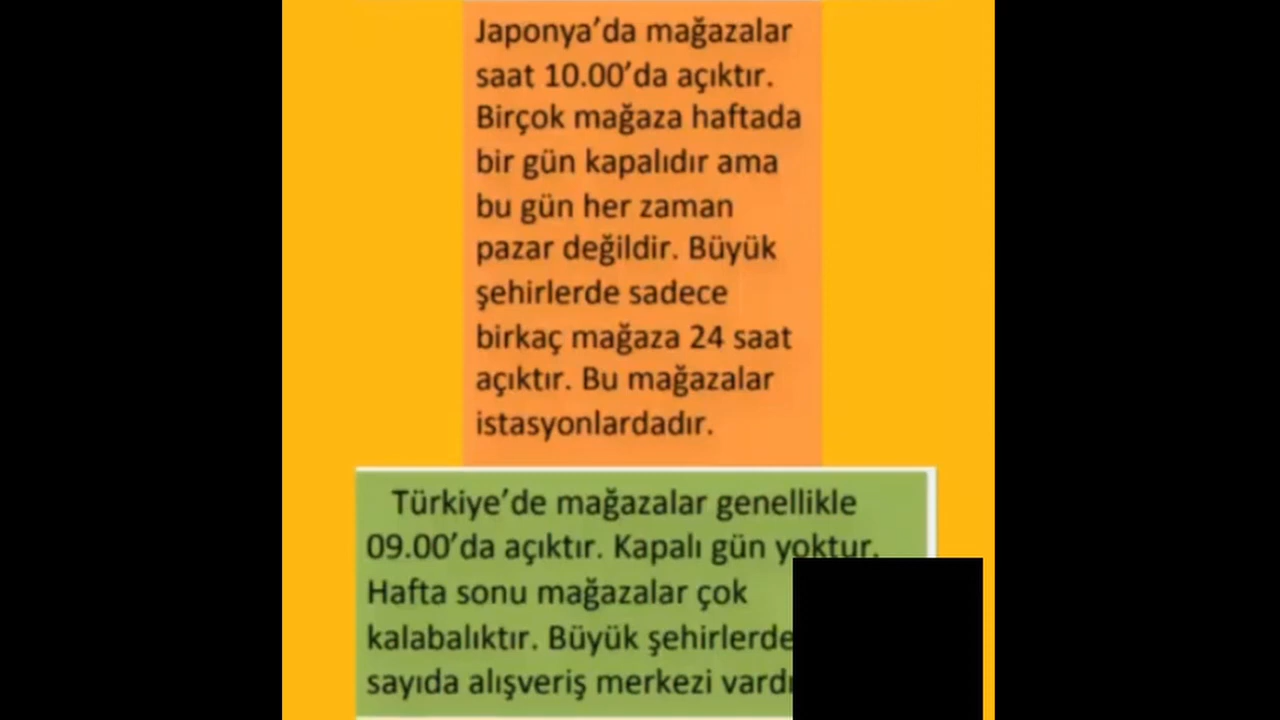 Japonya’da mağazalar
saat 10.00’da açıktır.
Birçok mağaza haftada
bir gün kapalıdır ama
bu gün her zaman
pazar değildir. Büyük
şehirlerde sadece
birkaç mağaza 24 saat
açıktır. Bu mağazalar
istasyonlardadır.
Türkiye’de mağazalar genellikle
09.00’da açıktır. Kapalı gün yoktur.
Hafta sonu mağazalar çok
kalabalıktır. Büyük şehirlerde
sayıda alışveriş merkezi